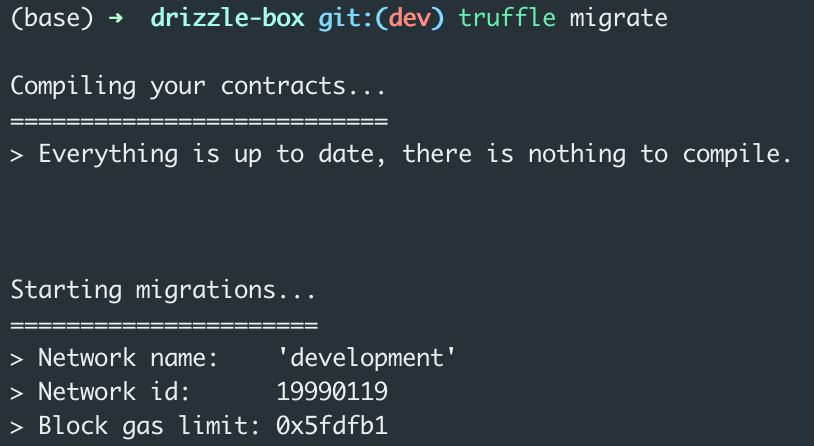 (base) ➜  drizzle-box git:(dev) truffle migrate
Compiling your contracts...
===========================
> Everything is up to date, there is nothing to compile.
Starting migrations...
======================
> Network name:    'development'
> Network id:      19990119
> Block gas limit: 0x5fdfb1